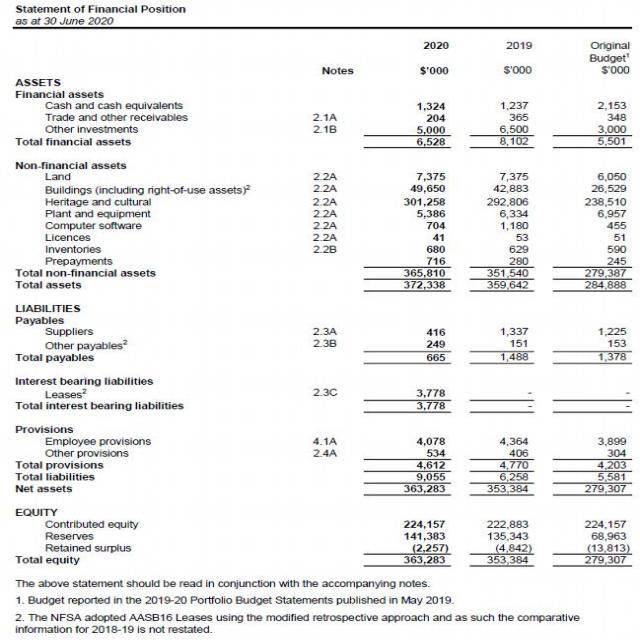 Statement of Financial Position
as at 30 June 2020
2020 2019 Original
Budget¹
Notes $'000 $'000 $'000
ASSETS
Financial assets
Cash and cash equivalents 1,324 1,237 2,153
Trade and other receivables 2.1A 204 365 348
Other investments 2.1B 5,000 6,500 3,000
Total financial assets 6,528 8,102 5,501
Non-financial assets
Land 2.2A 7,375 7,375 6,050
Buildings (including right-of-use assets)² 2.2A 49,650 42,883 26,529
Heritage and cultural 2.2A 301,258 292,806 238,510
Plant and equipment 2.2A 5,386 6,334 6,957
Computer software 2.2A 704 1,180 455
Licences 2.2A 41 53 51
Inventories 2.2B 680 629 590
Prepayments 716 280 245
Total non-financial assets 365,810 351,540 279,387
Total assets 372,338 359,642 284,888
LIABILITIES
Payables
Suppliers 2.3A 416 1,337 1,225
Other payables² 2.3B 249 151 153
Total payables 665 1,488 1,378
Interest bearing liabilities
Leases² 2.3C 3,778 - -
Total interest bearing liabilities 3,778 - -
Provisions
Employee provisions 4.1A 4,078 4,364 3,899
Other provisions 2.4A 534 406 304
Total provisions 4,612 4,770 4,203
Total liabilities 9,055 6,258 5,581
Net assets 363,283 353,384 279,307
EQUITY
Contributed equity 224,157 222,883 224,157
Reserves 141,383 135,343 68,963
Retained surplus (2,257) (4,842) (13,813)
Total equity 363,283 353,384 279,307
The above statement should be read in conjunction with the accompanying notes.
1. Budget reported in the 2019-20 Portfolio Budget Statements published in May 2019.
2. The NFSA adopted AASB16 Leases using the modified retrospective approach and as such the comparative
information for 2018-19 is not restated.